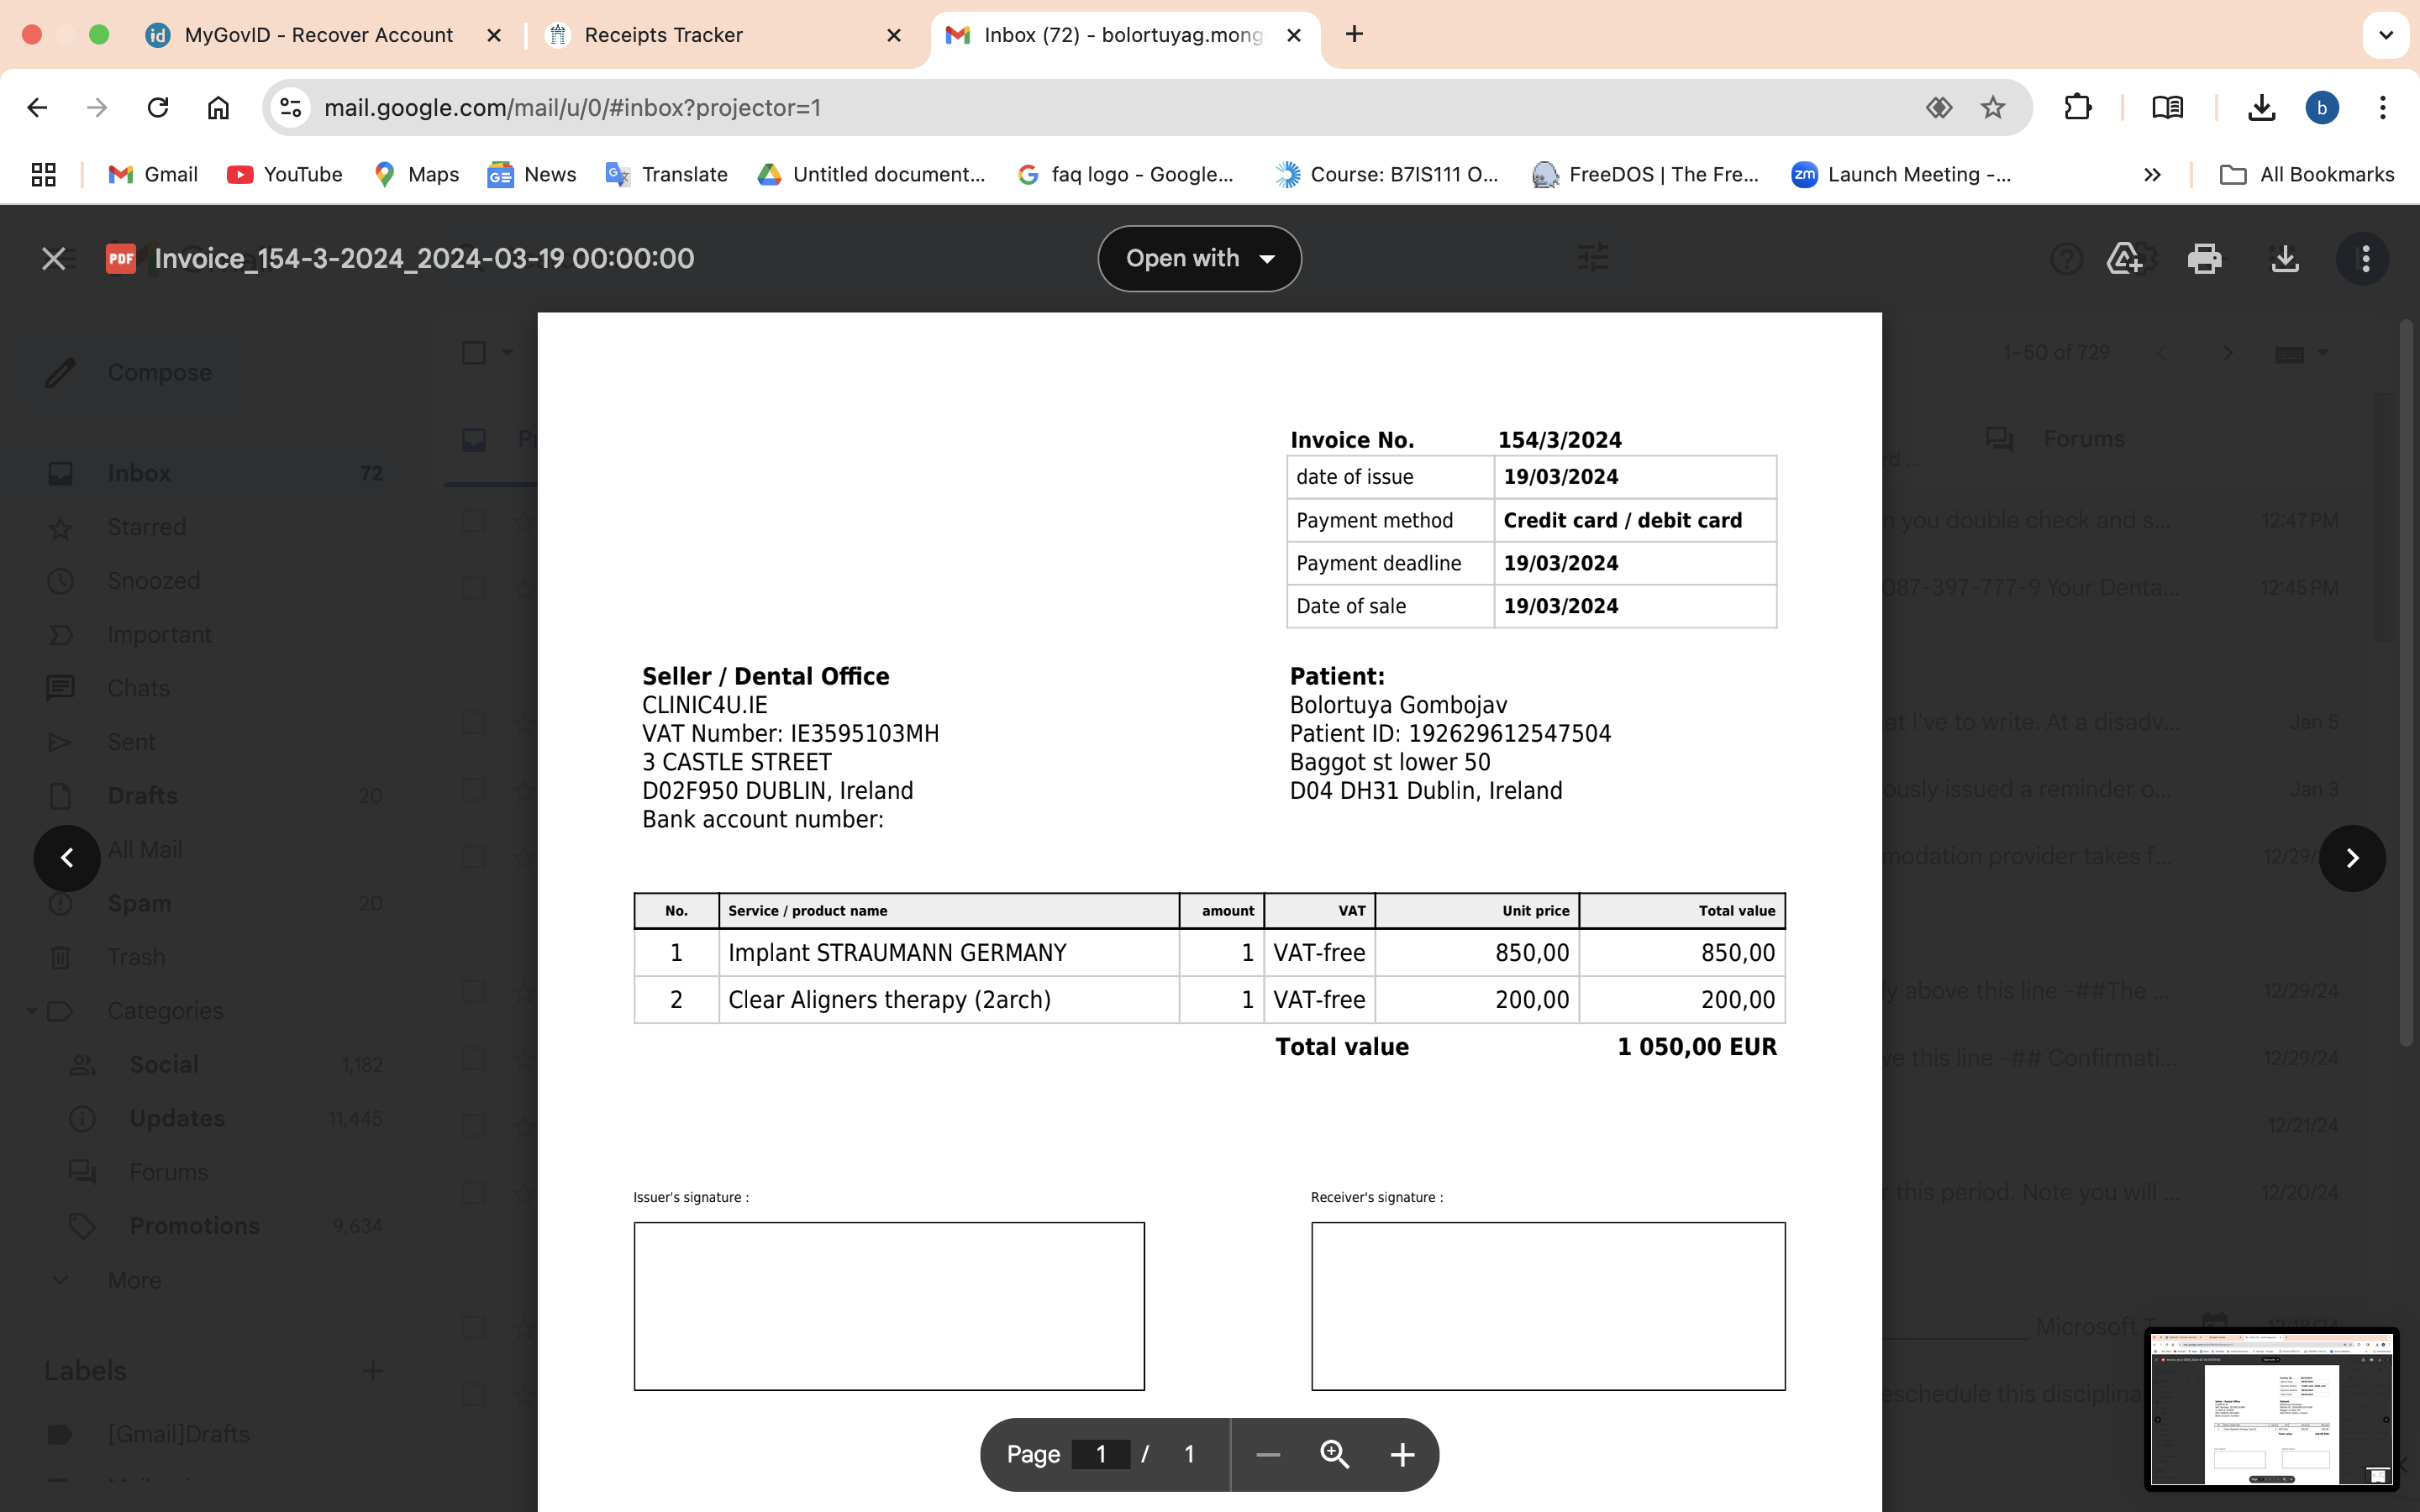 MyGovID - Recover Account
Receipts Tracker
Inbox (72) - bolortuyag.mong
mail.google.com/mail/u/0/#inbox?projector=1
b
Gmail
YouTube
Maps
News
Translate
Untitled document...
faq logo - Google...
Course: B7IS111 O...
FreeDOS | The Fre...
Launch Meeting -...
All Bookmarks
PDF
Invoice_154-3-2024_2024-03-19 00:00:00
Open with
Compose
1–50 of 729
Inbox 72
Forums
Starred
n you double check and s... 12:47 PM
Snoozed
087-397-777-9 Your Denta... 12:45 PM
Important
Chats
Sent
at I've to write. At a disadv... Jan 5
Drafts 20
ously issued a reminder o... Jan 3
All Mail
modation provider takes f... 12/29/
Spam 20
Trash
y above this line -##The ... 12/29/24
Categories
Social 1,182
ve this line -## Confirmati... 12/29/24
Updates 11,445
12/21/24
Forums
r this period. Note you will ... 12/20/24
Promotions 9,634
More
Microsoft T
Labels
eschedule this disciplina
[Gmail]Drafts
Invoice No. 154/3/2024
date of issue 19/03/2024
Payment method Credit card / debit card
Payment deadline 19/03/2024
Date of sale 19/03/2024
Seller / Dental Office
CLINIC4U.IE
VAT Number: IE3595103MH
3 CASTLE STREET
D02F950 DUBLIN, Ireland
Bank account number:
Patient:
Bolortuya Gombojav
Patient ID: 192629612547504
Baggot st lower 50
D04 DH31 Dublin, Ireland
No. Service / product name amount VAT Unit price Total value
1 Implant STRAUMANN GERMANY 1 VAT-free 850,00 850,00
2 Clear Aligners therapy (2arch) 1 VAT-free 200,00 200,00
Total value 1 050,00 EUR
Issuer's signature :
Receiver's signature :
Page 1 / 1